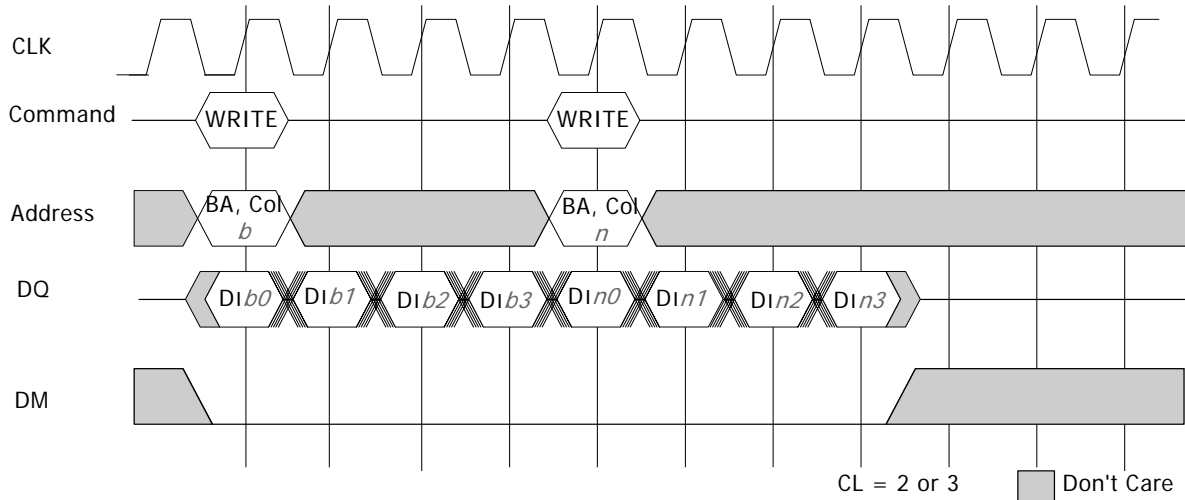 CLK
Command WRITE WRITE
Address BA, Col BA, Col
b n
DQ DIb0 DIb1 DIb2 DIb3 DIn0 DIn1 DIn2 DIn3
DM
CL = 2 or 3 Don't Care